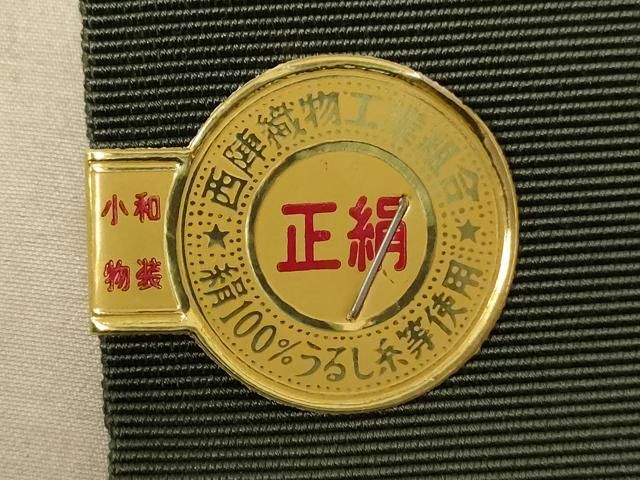 西陣織物工業組合
正絹
絹100%うるし糸等使用
和装
小物